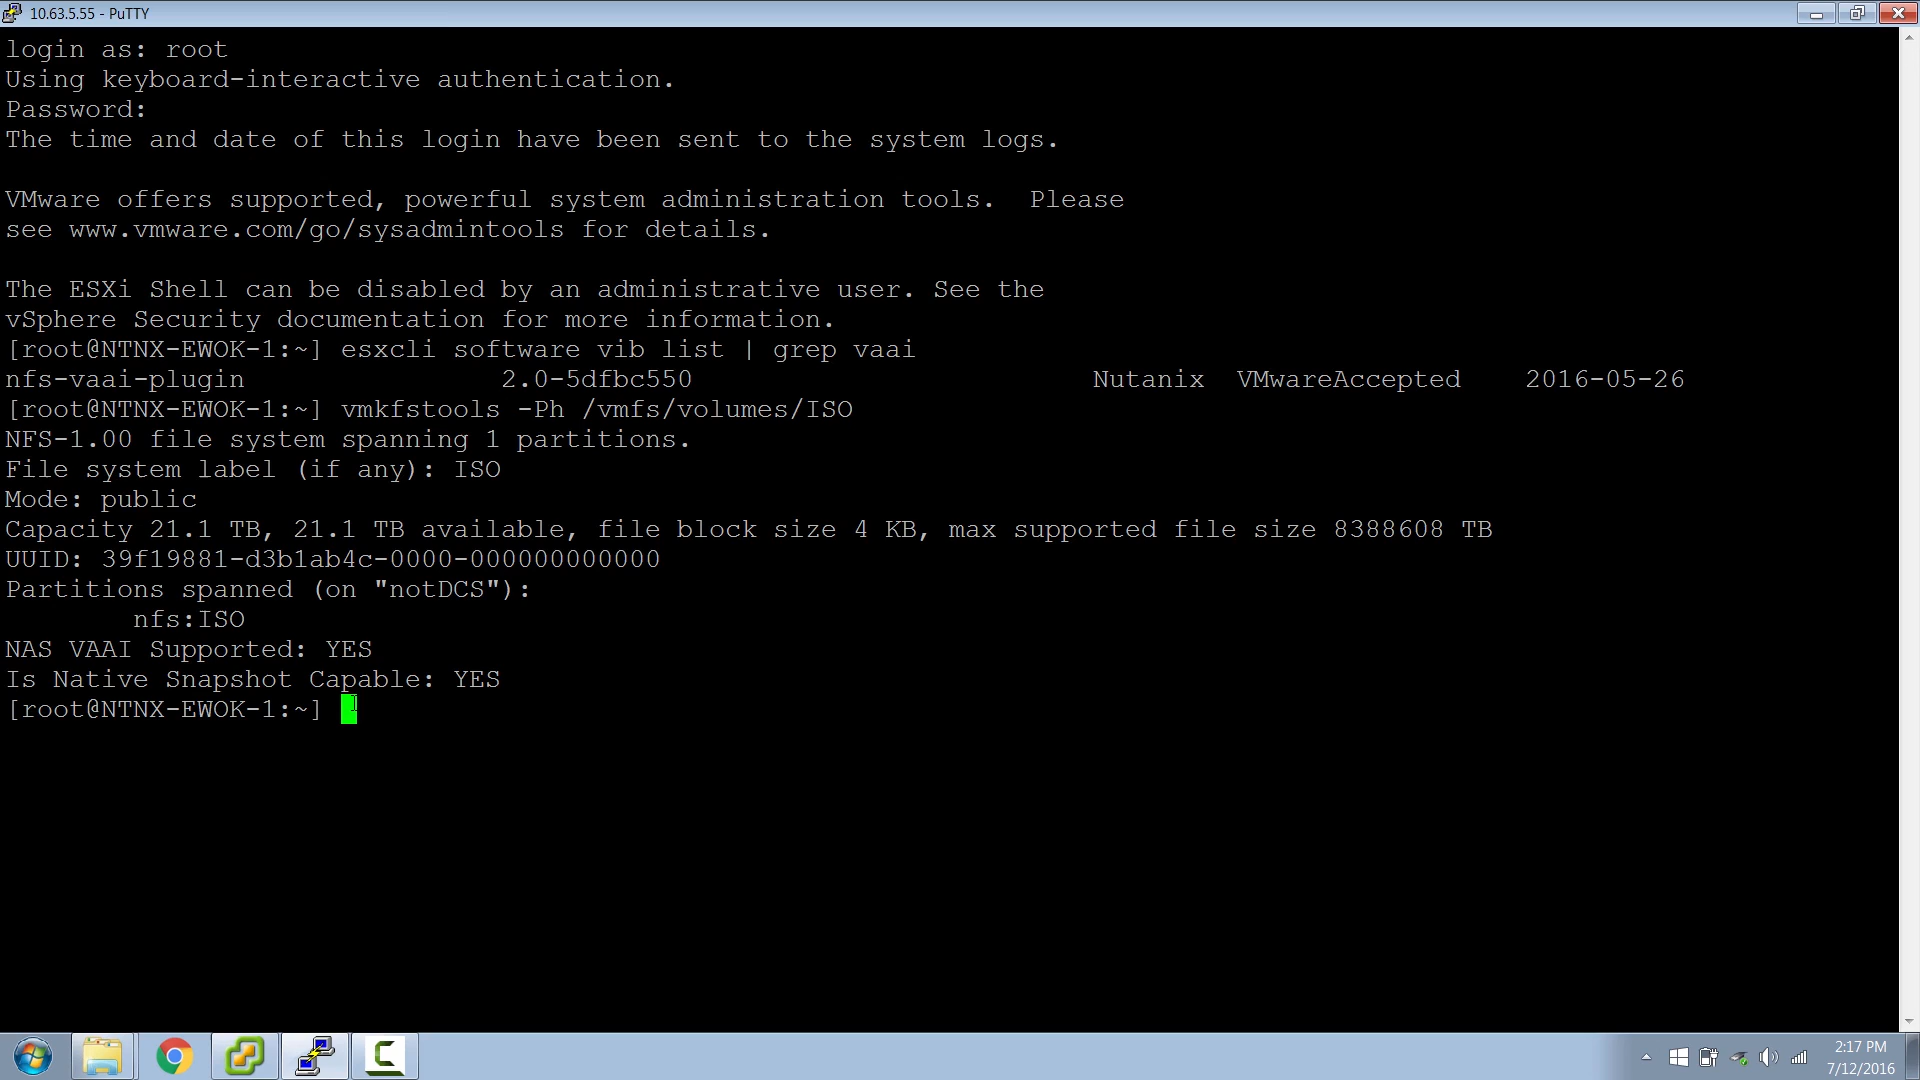 10.63.5.55 - PuTTY
login as: root
Using keyboard-interactive authentication.
Password:
The time and date of this login have been sent to the system logs.
VMware offers supported, powerful system administration tools.  Please
see www.vmware.com/go/sysadmintools for details.
The ESXi Shell can be disabled by an administrative user. See the
vSphere Security documentation for more information.
[root@NTNX-EWOK-1:~] esxcli software vib list | grep vaai
nfs-vaai-plugin                2.0-5dfbc550                         Nutanix  VMwareAccepted    2016-05-26
[root@NTNX-EWOK-1:~] vmkfstools -Ph /vmfs/volumes/ISO
NFS-1.00 file system spanning 1 partitions.
File system label (if any): ISO
Mode: public
Capacity 21.1 TB, 21.1 TB available, file block size 4 KB, max supported file size 8388608 TB
UUID: 39f19881-d3b1ab4c-0000-000000000000
Partitions spanned (on "notDCS"):
        nfs:ISO
NAS VAAI Supported: YES
Is Native Snapshot Capable: YES
[root@NTNX-EWOK-1:~]
2:17 PM
7/12/2016